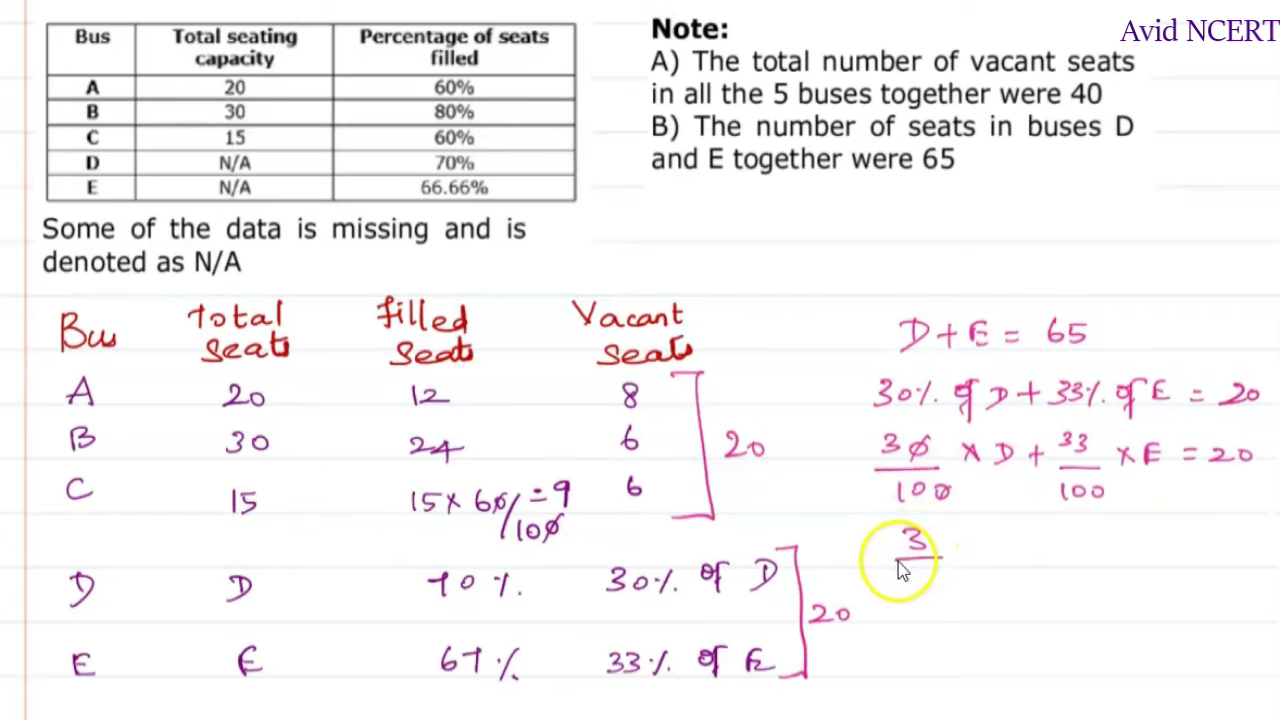 Avid NCERT
Bus Total seating capacity Percentage of seats filled
A 20 60%
B 30 80%
C 15 60%
D N/A 70%
E N/A 66.66%
Some of the data is missing and is
denoted as N/A
Note:
A) The total number of vacant seats
in all the 5 buses together were 40
B) The number of seats in buses D
and E together were 65
Bus Total Seats Filled Seats Vacant Seats
A 20 12 8
B 30 24 6
C 15 15 × 60/100 = 9 6
20
D D 70% 30% of D
E E 67% 33% of E
20
D + E = 65
30% of D + 33% of E = 20
30/100 × D + 33/100 × E = 20
3